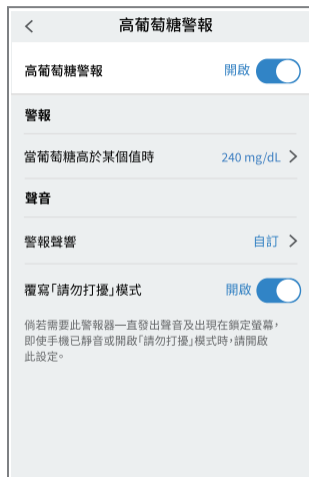 高葡萄糖警報
高葡萄糖警報 開啟
警報
當葡萄糖高於某個值時 240 mg/dL
聲音
警報聲響 自訂
覆寫「請勿打擾」模式 開啟
倘若需要此警報器一直發出聲音及出現在鎖定螢幕，
即使手機已靜音或開啟「請勿打擾」模式時，請開啟
此設定。